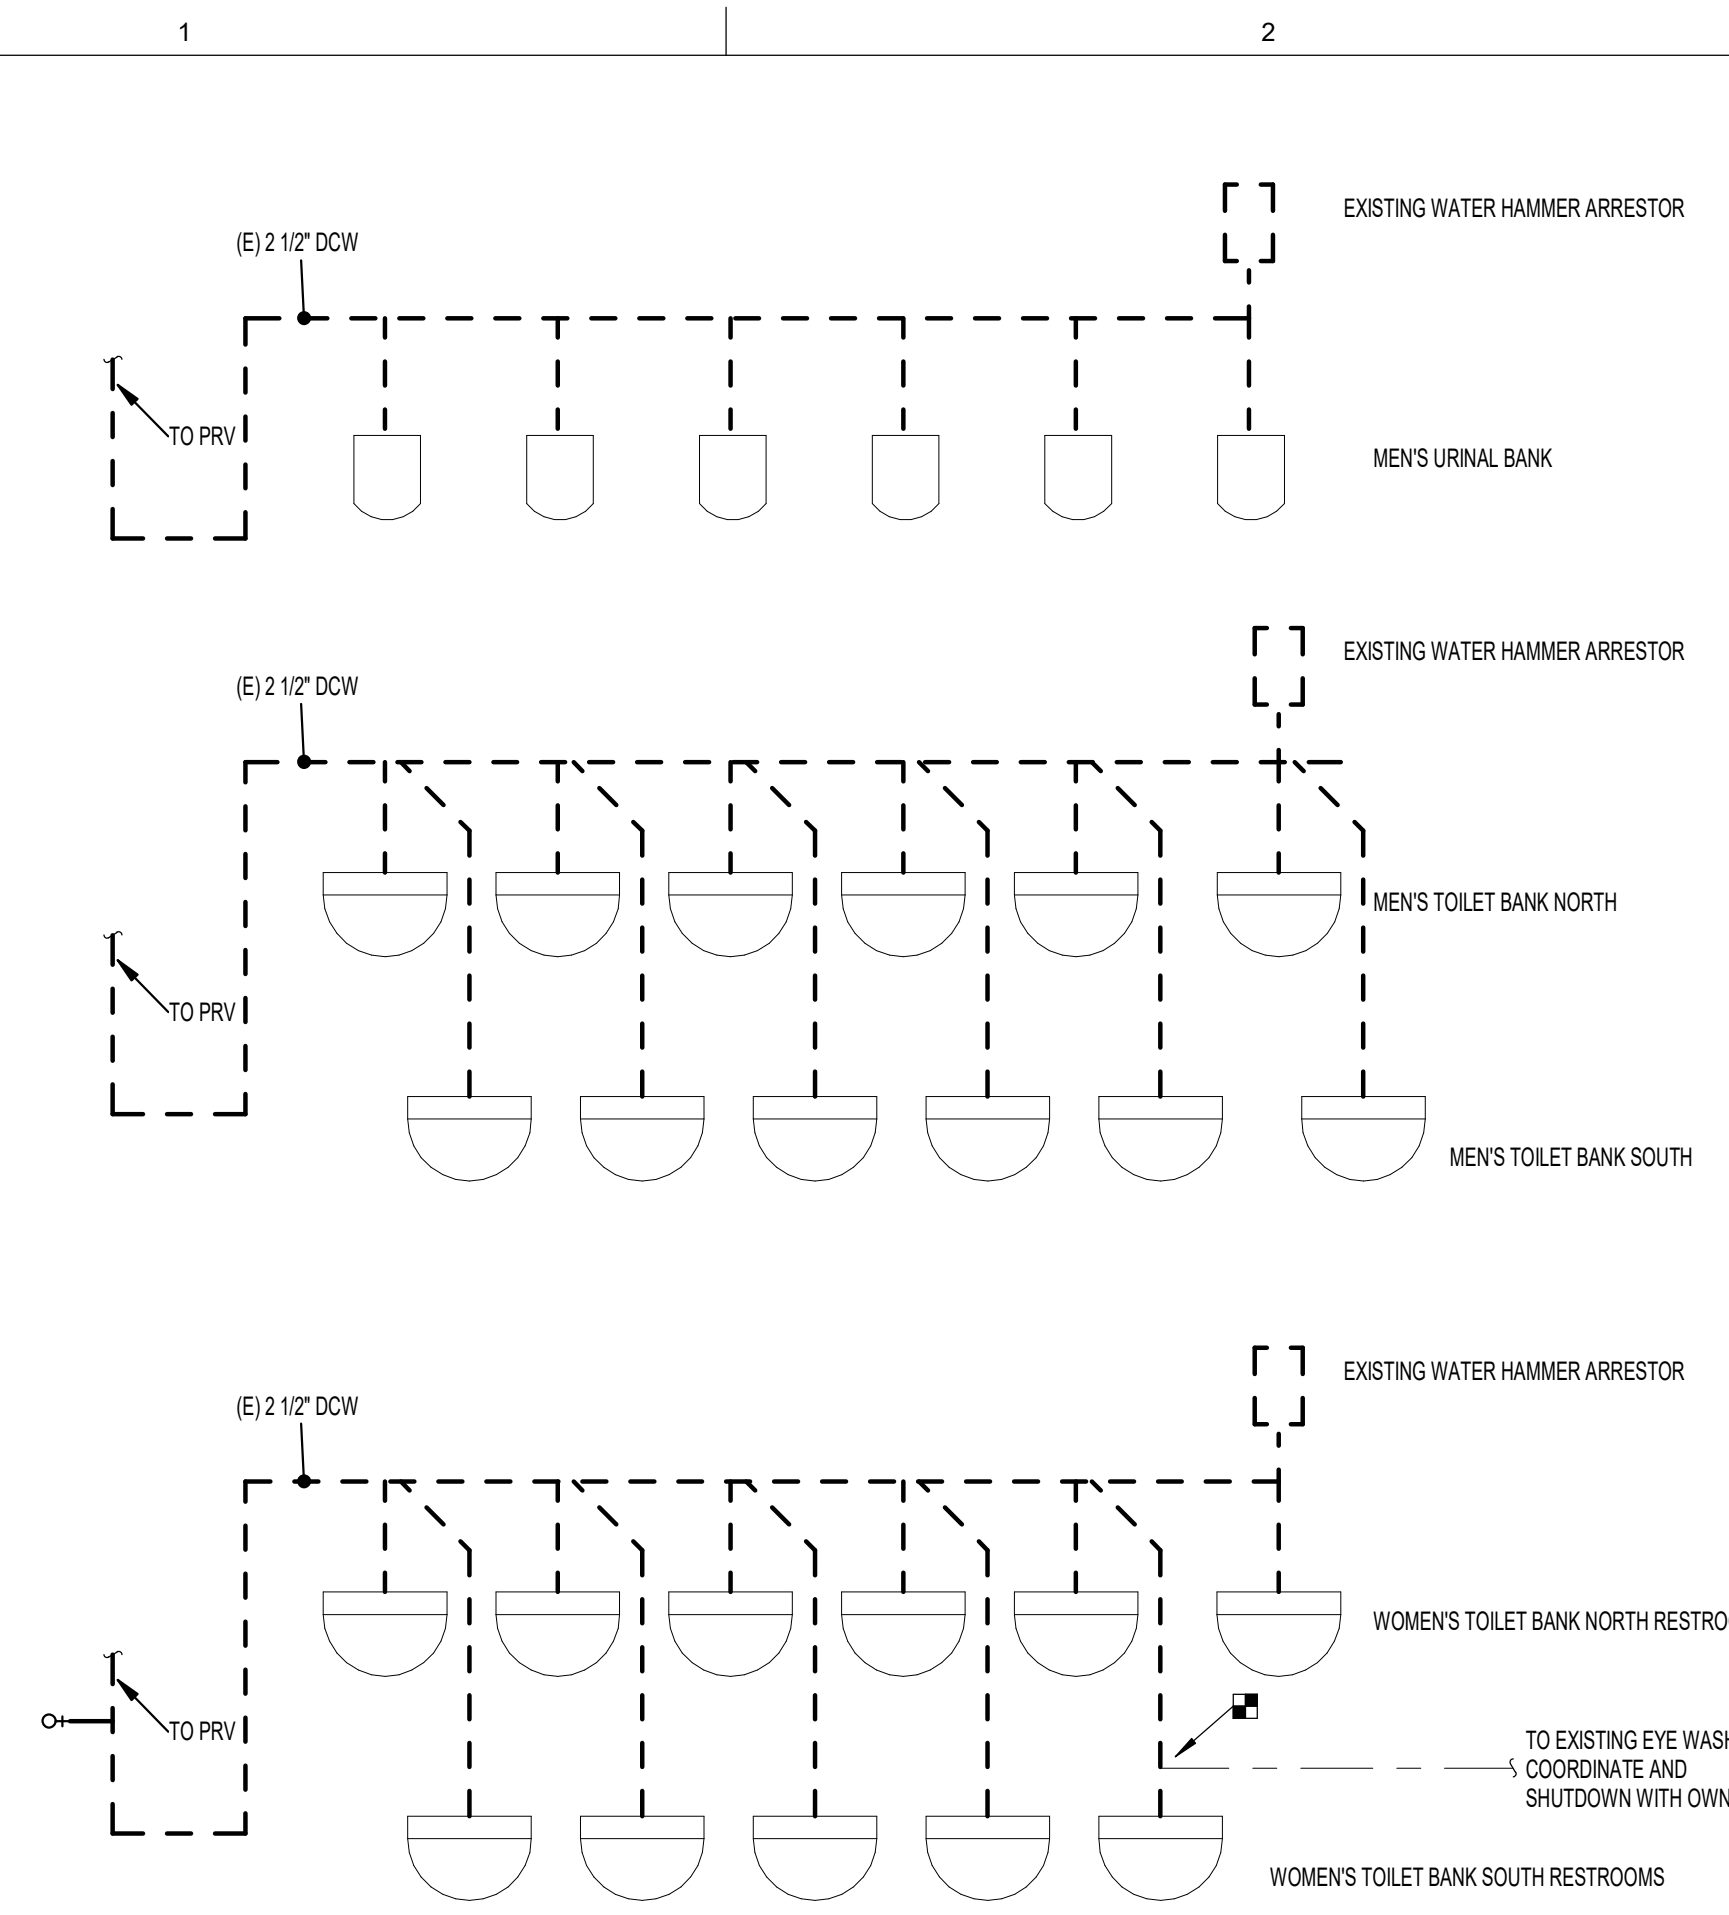 1
2
EXISTING WATER HAMMER ARRESTOR
(E) 2 1/2" DCW
TO PRV
MEN'S URINAL BANK
EXISTING WATER HAMMER ARRESTOR
(E) 2 1/2" DCW
MEN'S TOILET BANK NORTH
TO PRV
MEN'S TOILET BANK SOUTH
EXISTING WATER HAMMER ARRESTOR
(E) 2 1/2" DCW
WOMEN'S TOILET BANK NORTH
TO PRV
TO EXISTING EYE WASH
COORDINATE AND
SHUTDOWN WITH
WOMEN'S TOILET BANK SOUTH RESTROOMS